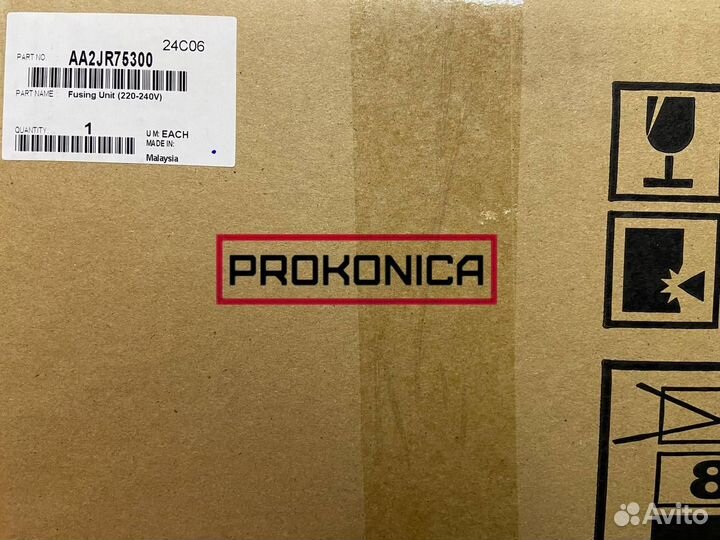 24C06
PART NO. AA2JR75300
PART NAME Fusing Unit (220-240V)
QUANTITY: 1 U M: EACH
MADE IN:
Malaysia
PROKONICA
8
Avito